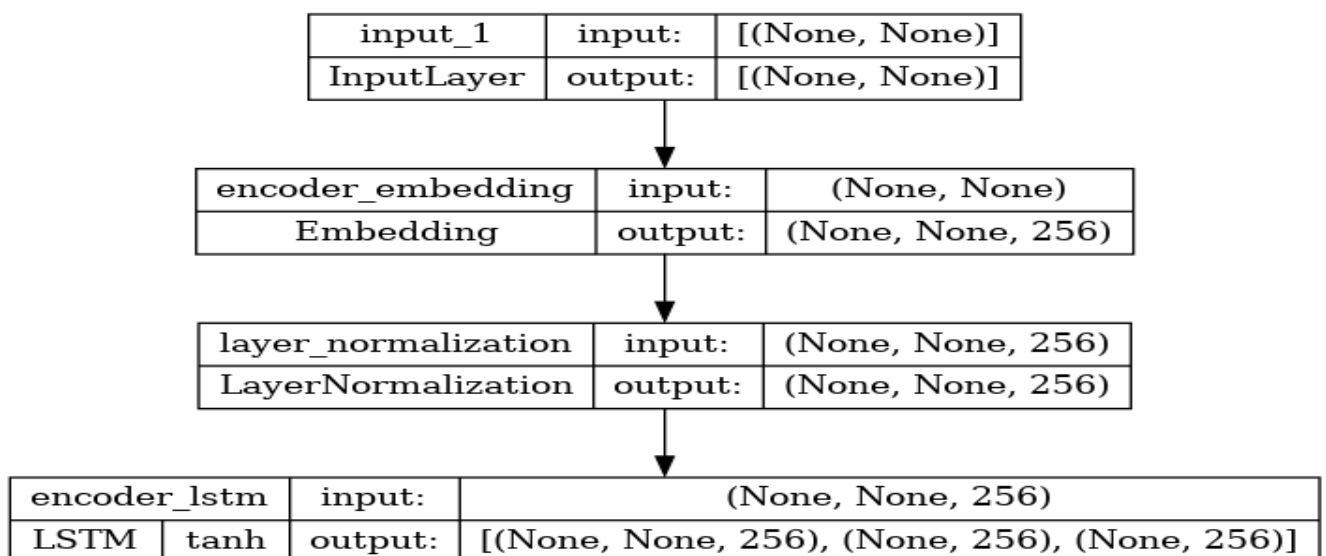 input_1 input: [(None, None)]
InputLayer output: [(None, None)]
encoder_embedding input: (None, None)
Embedding output: (None, None, 256)
layer_normalization input: (None, None, 256)
LayerNormalization output: (None, None, 256)
encoder_lstm input: (None, None, 256)
LSTM tanh output: [(None, None, 256), (None, 256), (None, 256)]